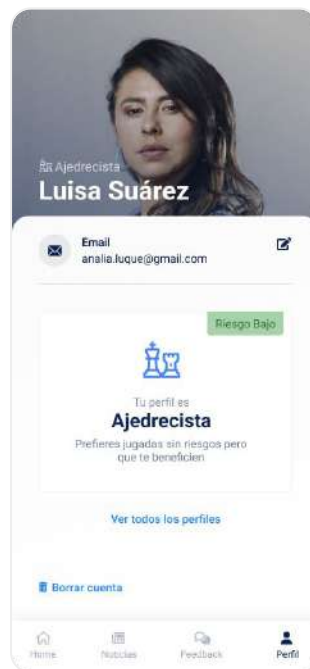 Ajedrecista
Luisa Suárez
Email
analia.luque@gmail.com
Riesgo Bajo
Tu perfil es
Ajedrecista
Prefieres jugadas sin riesgos pero
que te beneficien
Ver todos los perfiles
Borrar cuenta
Home
Noticias
Feedback
Perfil